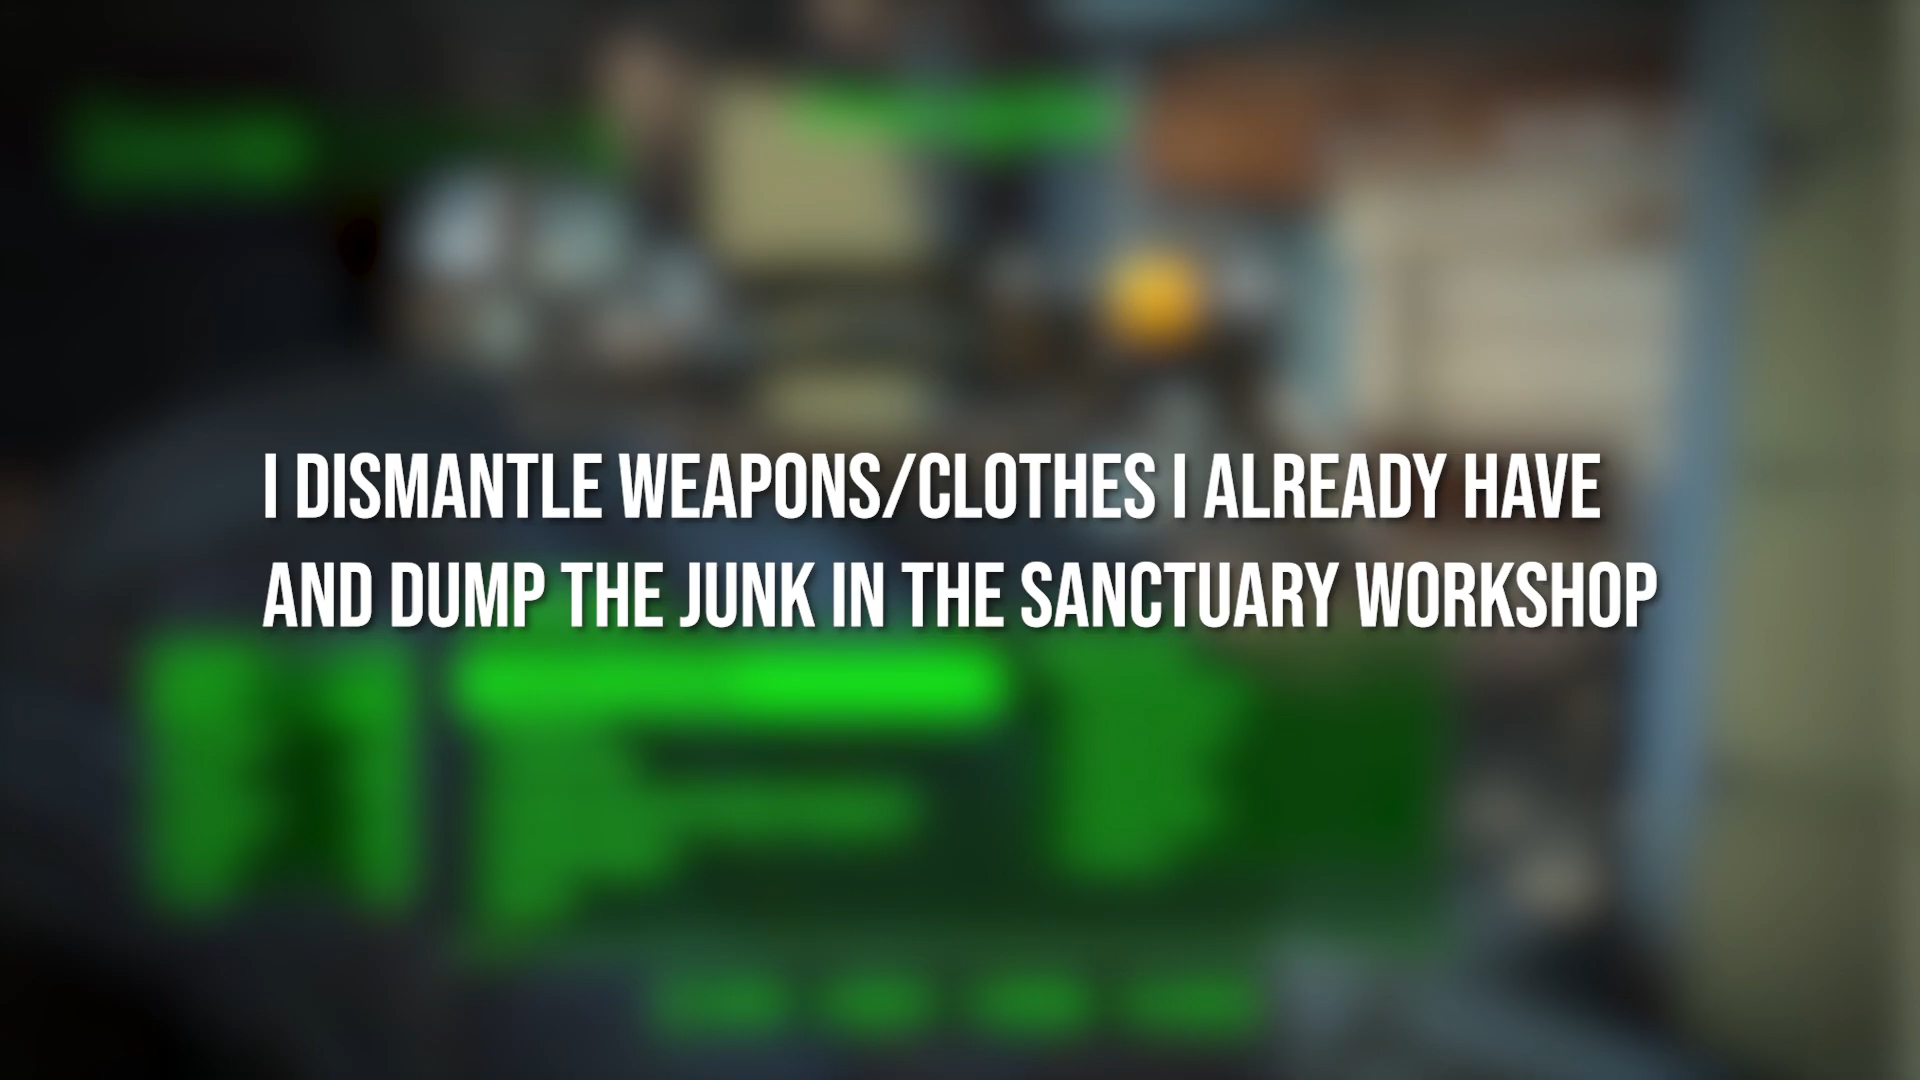 I DISMANTLE WEAPONS/CLOTHES I ALREADY HAVE
AND DUMP THE JUNK IN THE SANCTUARY WORKSHOP